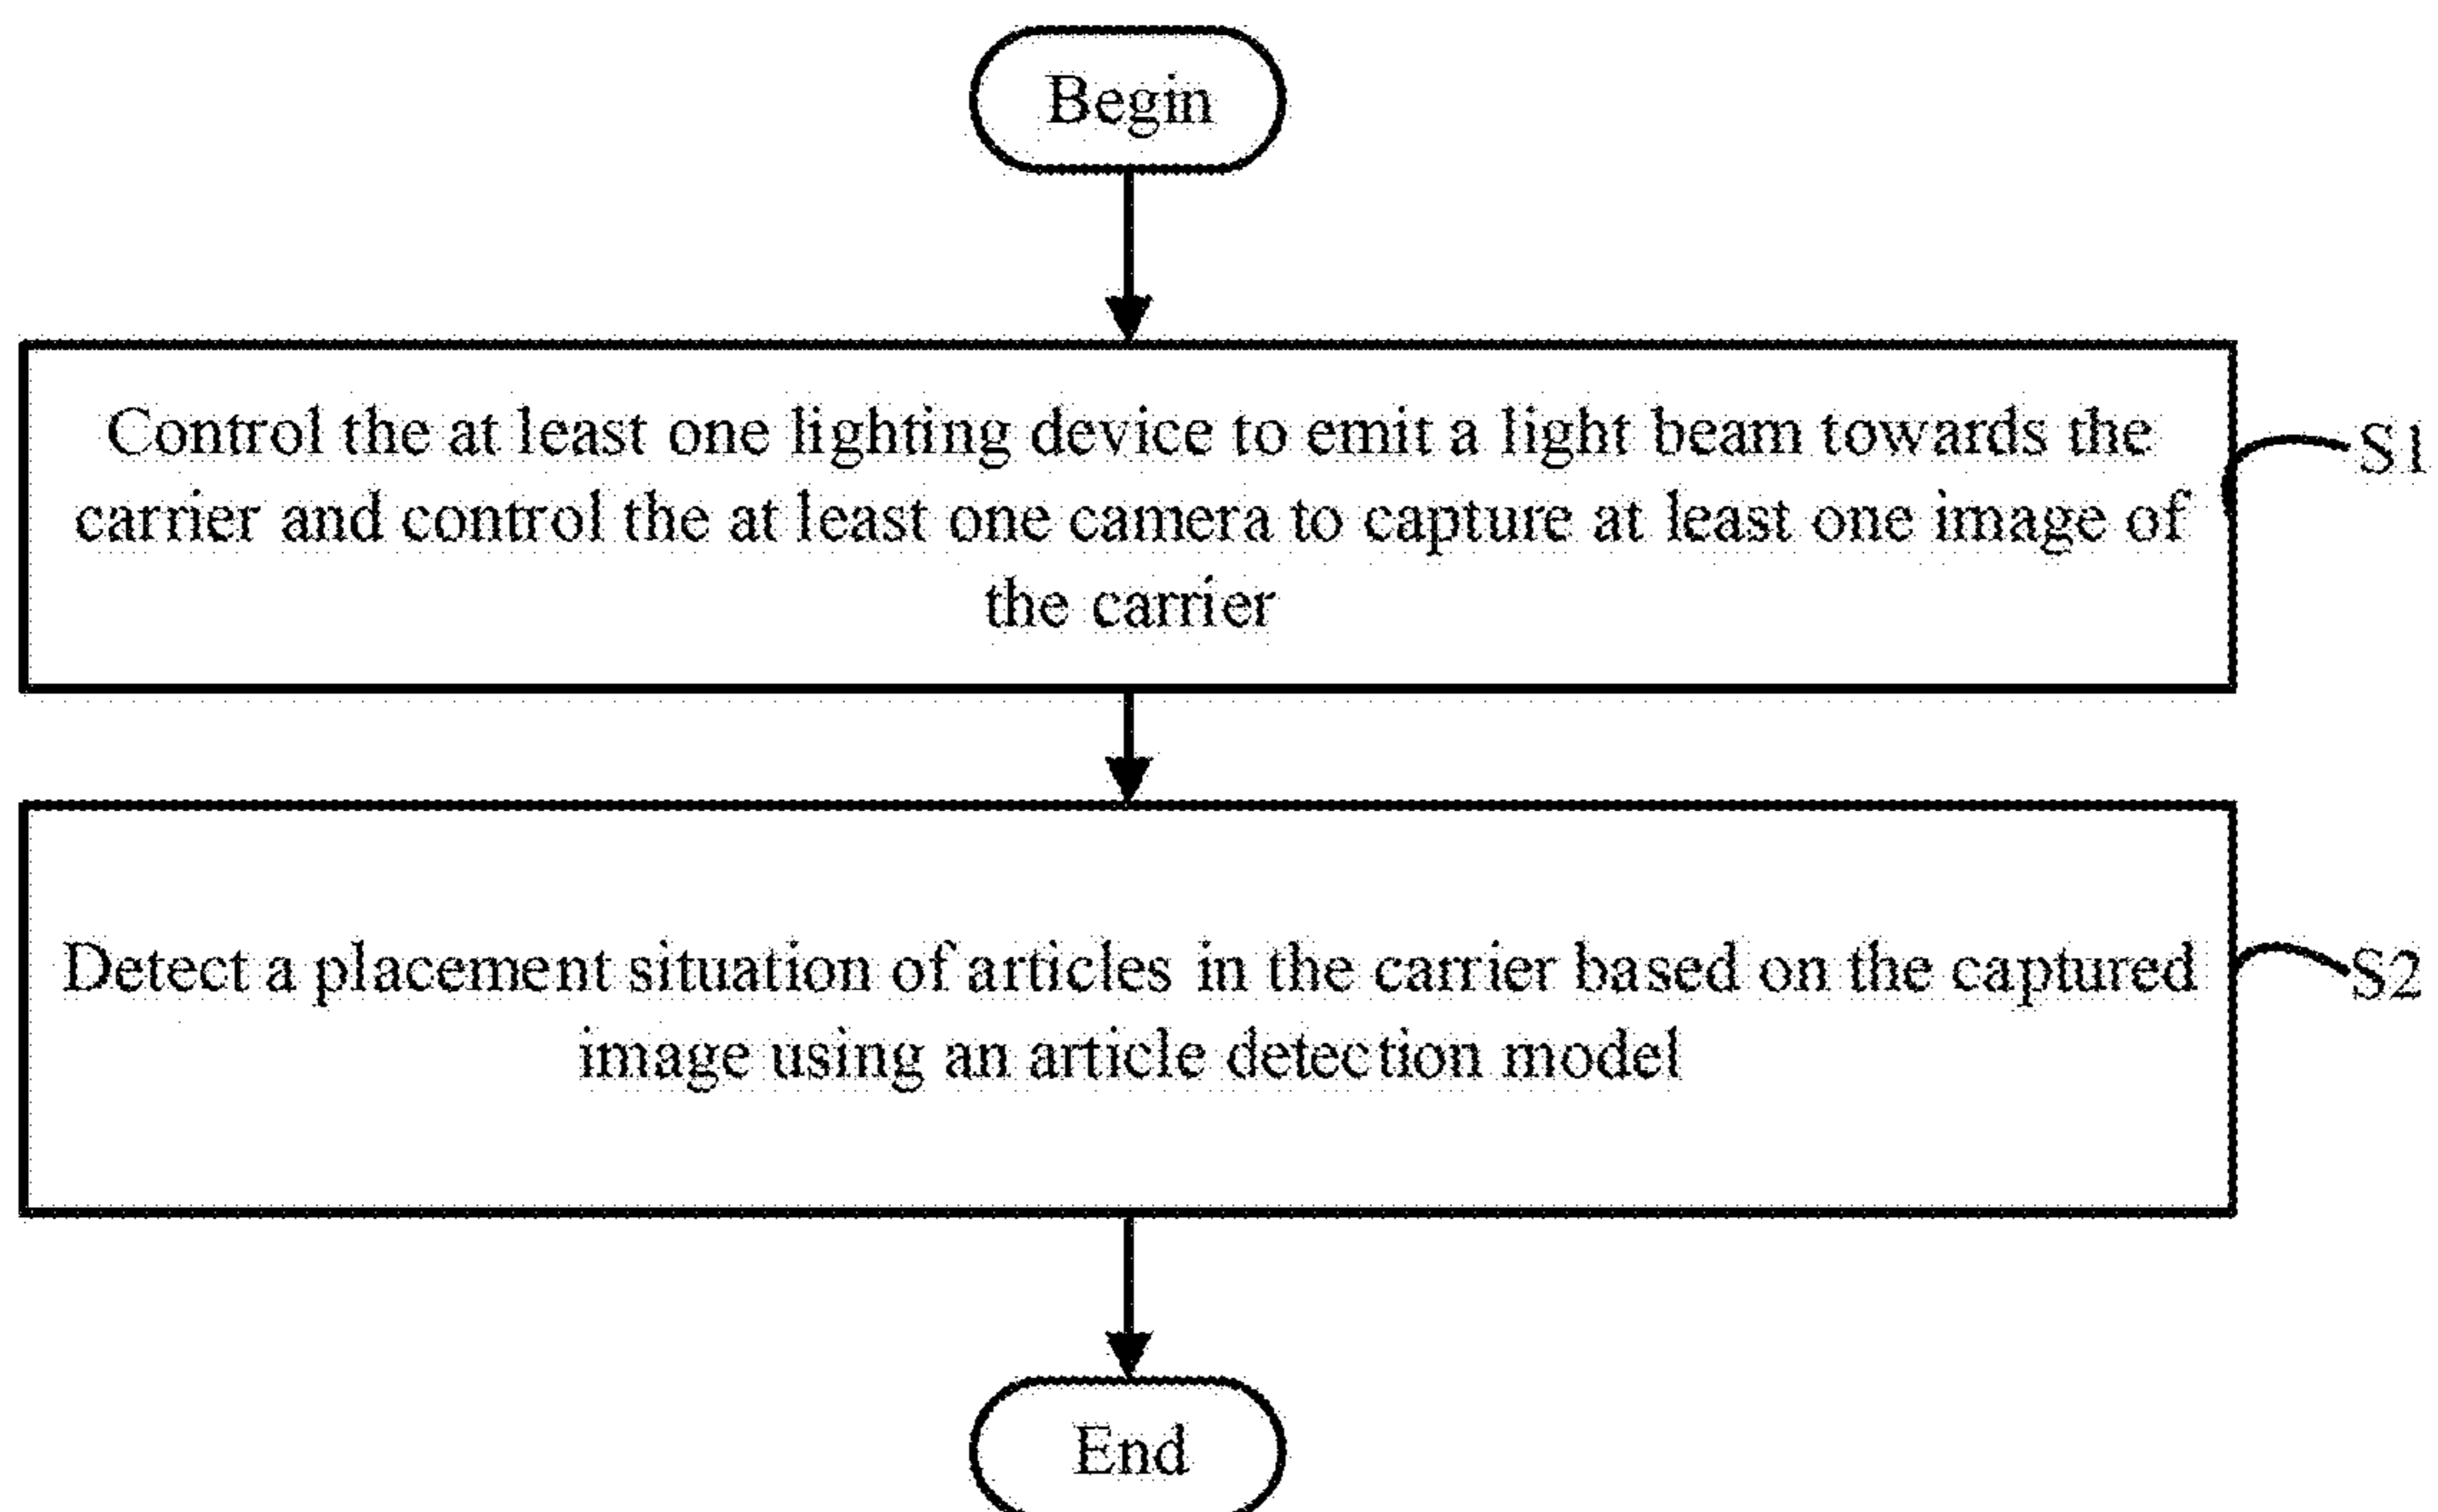 Begin
Control the at least one lighting device to emit a light beam towards the
carrier and control the at least one camera to capture at least one image of
the carrier
S1
Detect a placement situation of articles in the carrier based on the captured
image using an article detection model
S2
End